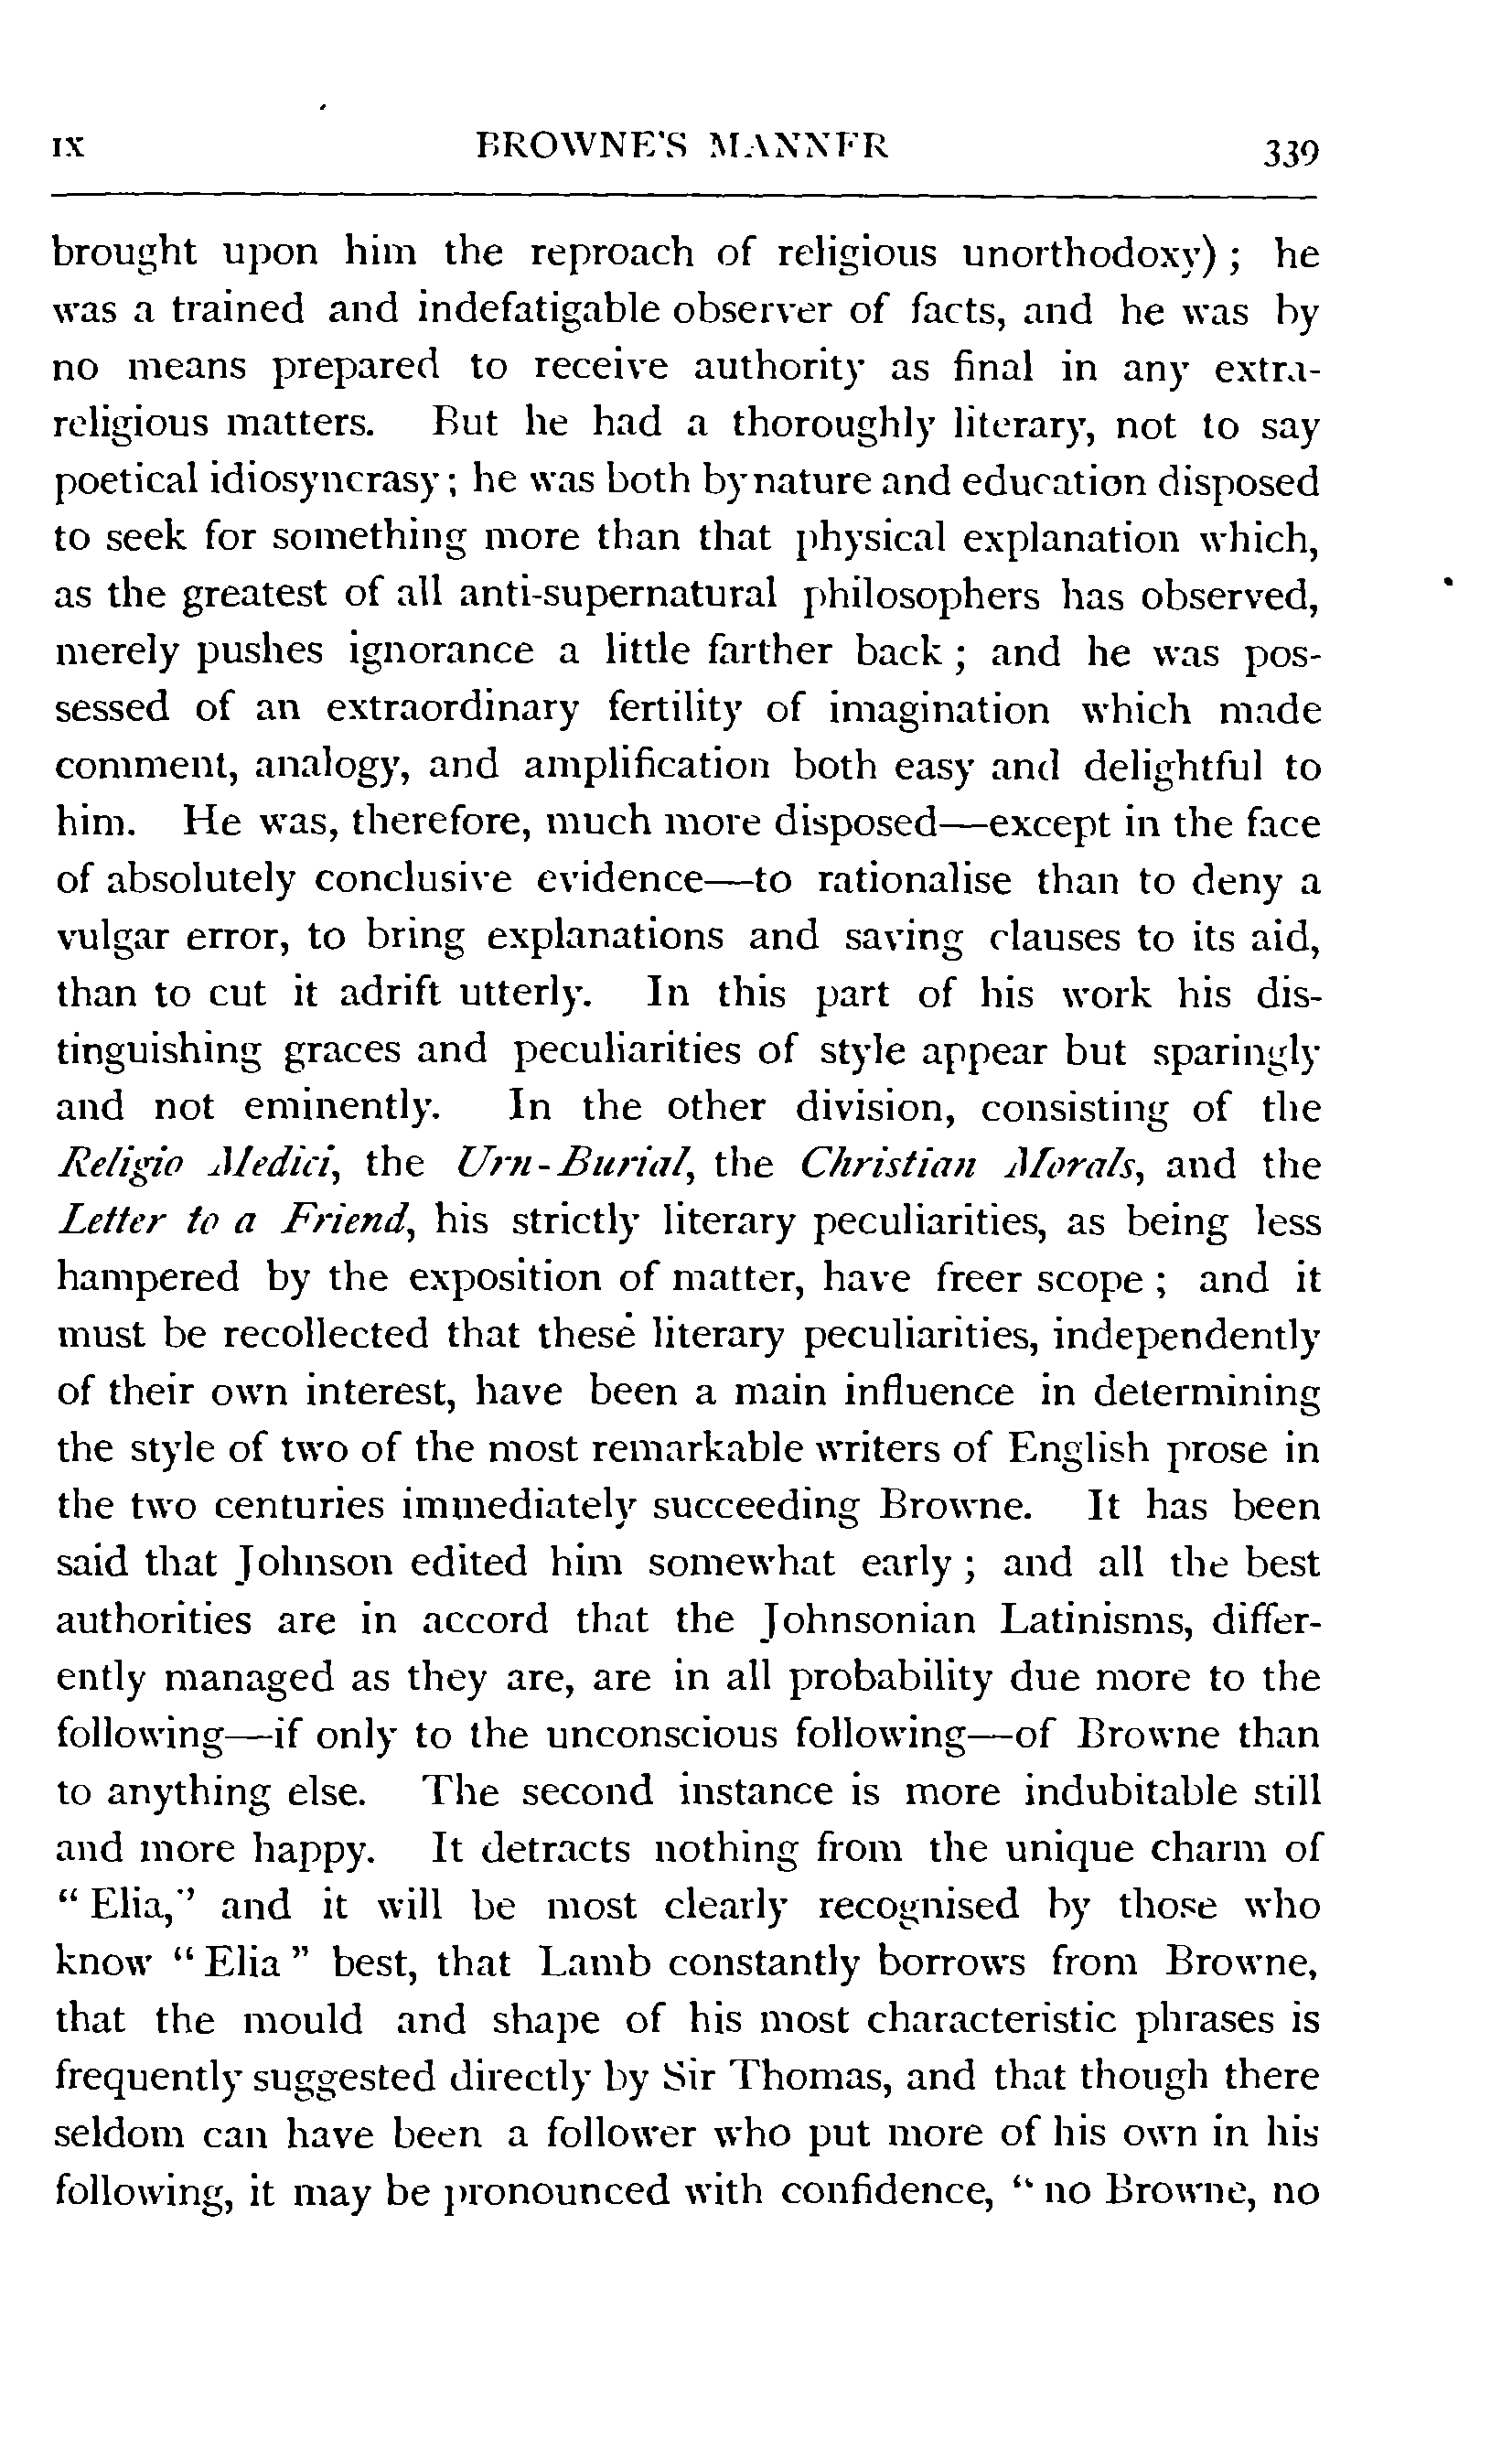 IX BROWNE'S MANNER 339
brought upon him the reproach of religious unorthodoxy) ; he
was a trained and indefatigable observer of facts, and he was by
no means prepared to receive authority as final in any extra-
religious matters. But he had a thoroughly literary, not to say
poetical idiosyncrasy ; he was both by nature and education disposed
to seek for something more than that physical explanation which,
as the greatest of all anti-supernatural philosophers has observed,
merely pushes ignorance a little farther back ; and he was pos-
sessed of an extraordinary fertility of imagination which made
comment, analogy, and amplification both easy and delightful to
him. He was, therefore, much more disposed—except in the face
of absolutely conclusive evidence—to rationalise than to deny a
vulgar error, to bring explanations and saving clauses to its aid,
than to cut it adrift utterly. In this part of his work his dis-
tinguishing graces and peculiarities of style appear but sparingly
and not eminently. In the other division, consisting of the
Religio Medici, the Urn-Burial, the Christian Morals, and the
Letter to a Friend, his strictly literary peculiarities, as being less
hampered by the exposition of matter, have freer scope ; and it
must be recollected that these literary peculiarities, independently
of their own interest, have been a main influence in determining
the style of two of the most remarkable writers of English prose in
the two centuries immediately succeeding Browne. It has been
said that Johnson edited him somewhat early ; and all the best
authorities are in accord that the Johnsonian Latinisms, differ-
ently managed as they are, are in all probability due more to the
following—if only to the unconscious following—of Browne than
to anything else. The second instance is more indubitable still
and more happy. It detracts nothing from the unique charm of
" Elia," and it will be most clearly recognised by those who
know " Elia " best, that Lamb constantly borrows from Browne,
that the mould and shape of his most characteristic phrases is
frequently suggested directly by Sir Thomas, and that though there
seldom can have been a follower who put more of his own in his
following, it may be pronounced with confidence, " no Browne, no